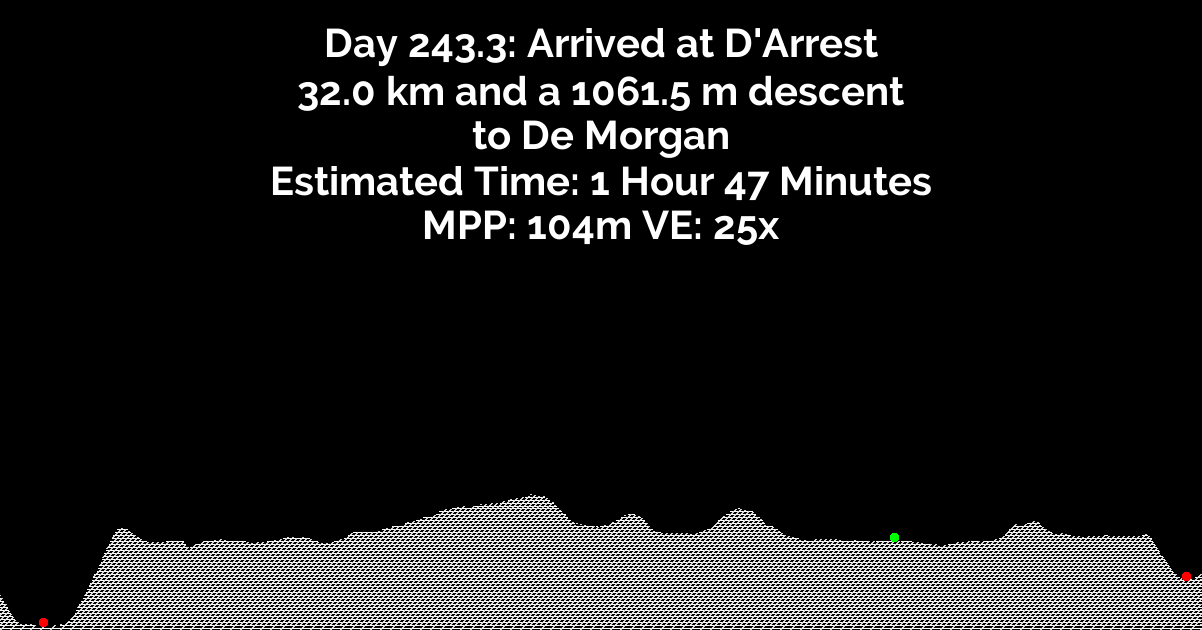 Day 243.3: Arrived at D'Arrest
32.0 km and a 1061.5 m descent
to De Morgan
Estimated Time: 1 Hour 47 Minutes
MPP: 104m VE: 25x